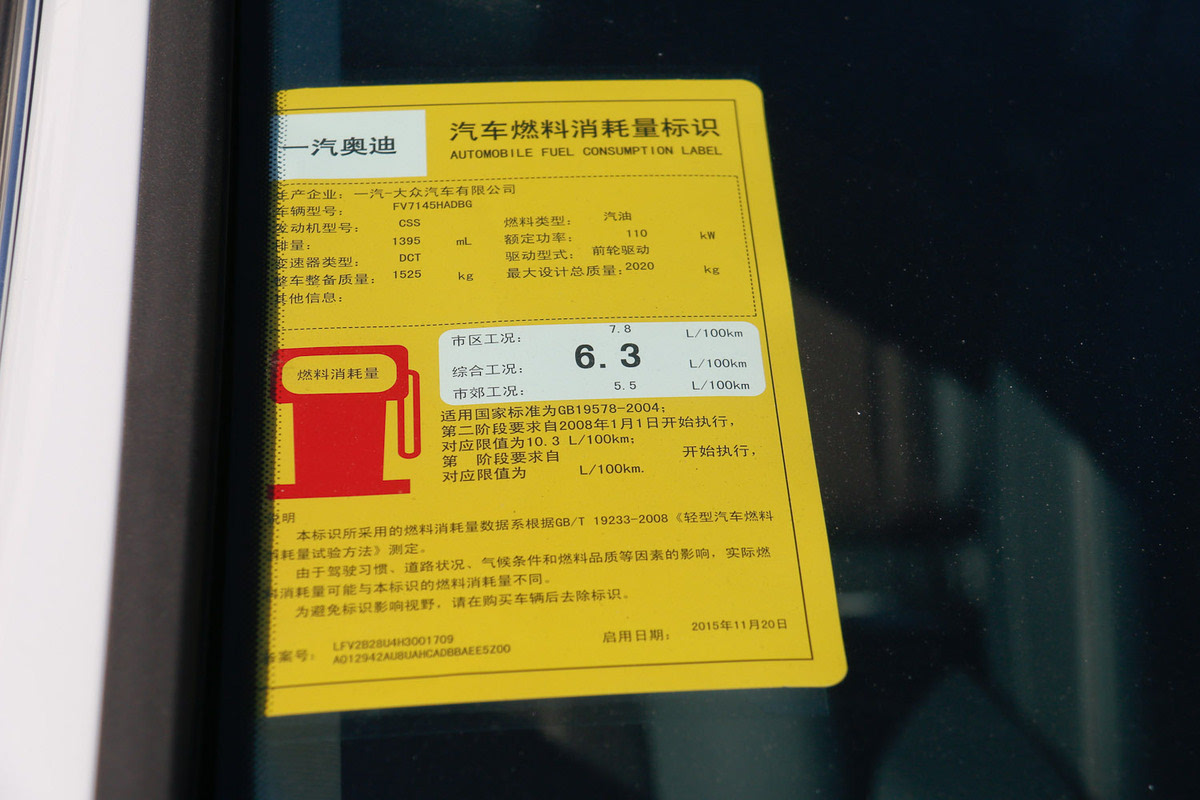 一汽奥迪
汽车燃料消耗量标识
AUTOMOBILE FUEL CONSUMPTION LABEL
生产企业: 一汽-大众汽车有限公司
车辆型号: FV7145HADBG
发动机型号: CSS 燃料类型: 汽油
排量: 1395 mL 额定功率: 110 kW
变速器类型: DCT 驱动型式: 前轮驱动
整车整备质量: 1525 kg 最大设计总质量: 2020 kg
其他信息:
燃料消耗量
市区工况: 7.8 L/100km
综合工况: 6.3 L/100km
市郊工况: 5.5 L/100km
适用国家标准为GB19578-2004;
第二阶段要求自2008年1月1日开始执行,
对应限值为10.3 L/100km;
第 阶段要求自 开始执行,
对应限值为 L/100km.
说明
本标识所采用的燃料消耗量数据系根据GB/T 19233-2008《轻型汽车燃料
消耗量试验方法》测定。
由于驾驶习惯、道路状况、气候条件和燃料品质等因素的影响, 实际燃
料消耗量可能与本标识的燃料消耗量不同。
为避免标识影响视野, 请在购买车辆后去除标识。
备案号: LFV2B28U4H3001709
A012942AU8UAHCADBBAEE5Z00
启用日期: 2015年11月20日